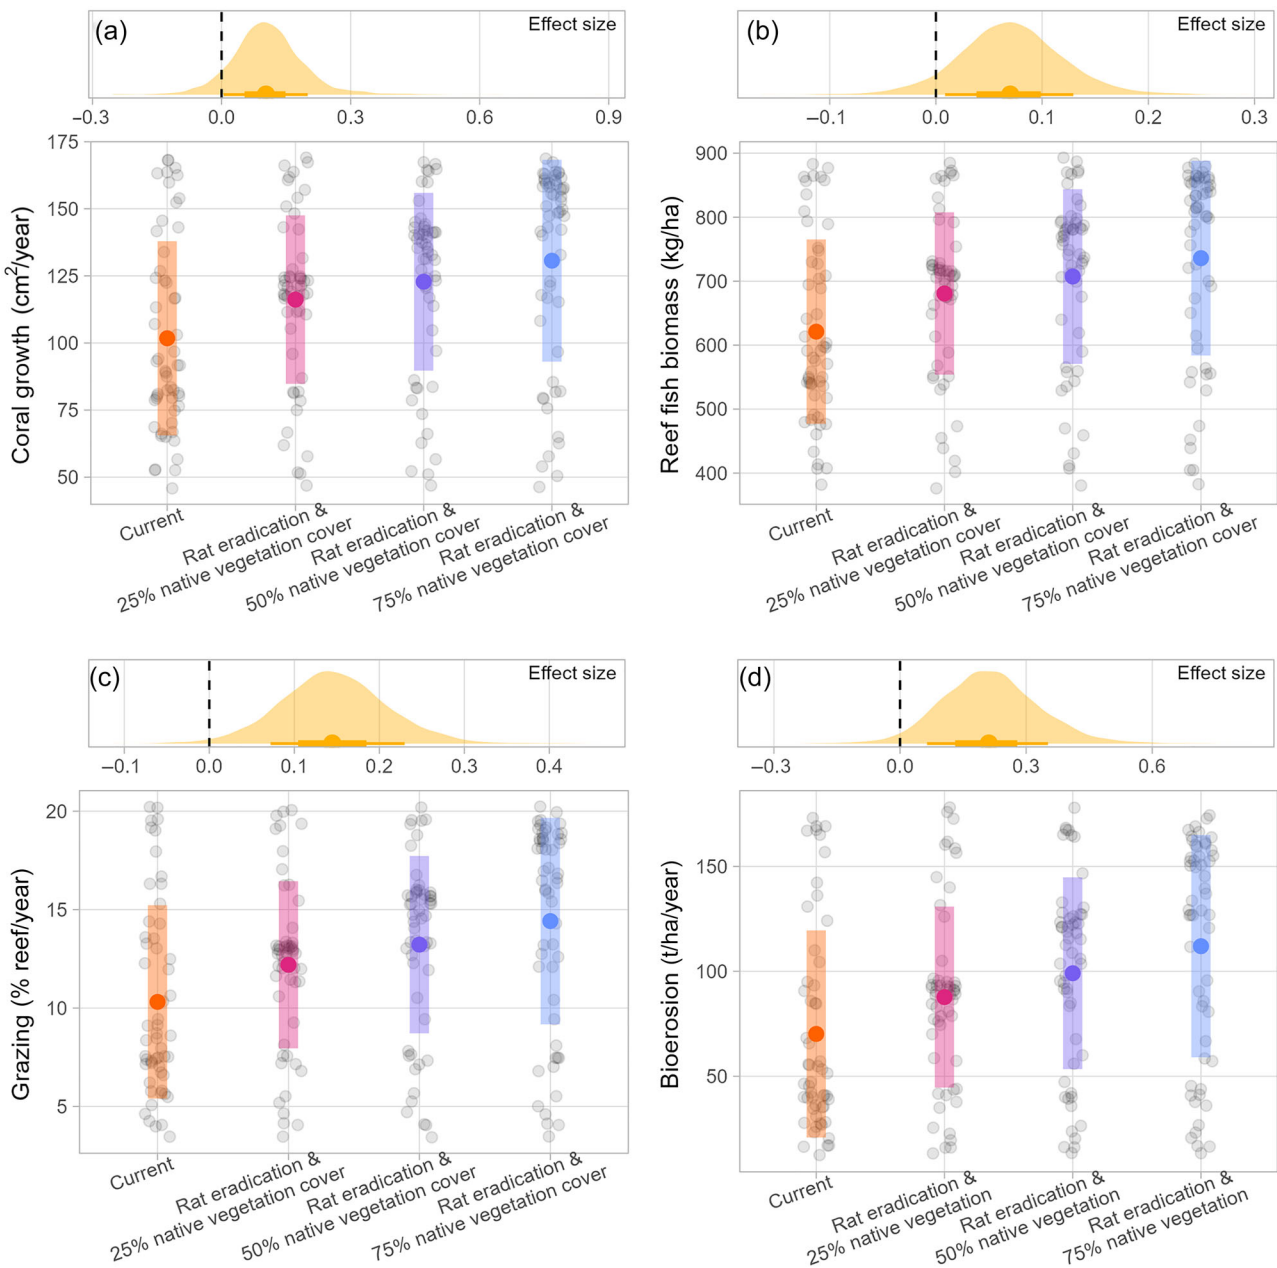 (a)
Effect size
−0.3 0.0 0.3 0.6 0.9
Coral growth (cm²/year)
175
150
125
100
75
50
Current
Rat eradication &
25% native vegetation cover
Rat eradication &
50% native vegetation cover
Rat eradication &
75% native vegetation cover
(b)
Effect size
−0.1 0.0 0.1 0.2 0.3
Reef fish biomass (kg/ha)
900
800
700
600
500
400
Current
Rat eradication &
25% native vegetation cover
Rat eradication &
50% native vegetation cover
Rat eradication &
75% native vegetation cover
(c)
Effect size
−0.1 0.0 0.1 0.2 0.3 0.4
Grazing (% reef/year)
20
15
10
5
Current
Rat eradication &
25% native vegetation cover
Rat eradication &
50% native vegetation cover
Rat eradication &
75% native vegetation cover
(d)
Effect size
−0.3 0.0 0.3 0.6
Bioerosion (t/ha/year)
150
100
50
Current
Rat eradication &
25% native vegetation
Rat eradication &
50% native vegetation
Rat eradication &
75% native vegetation